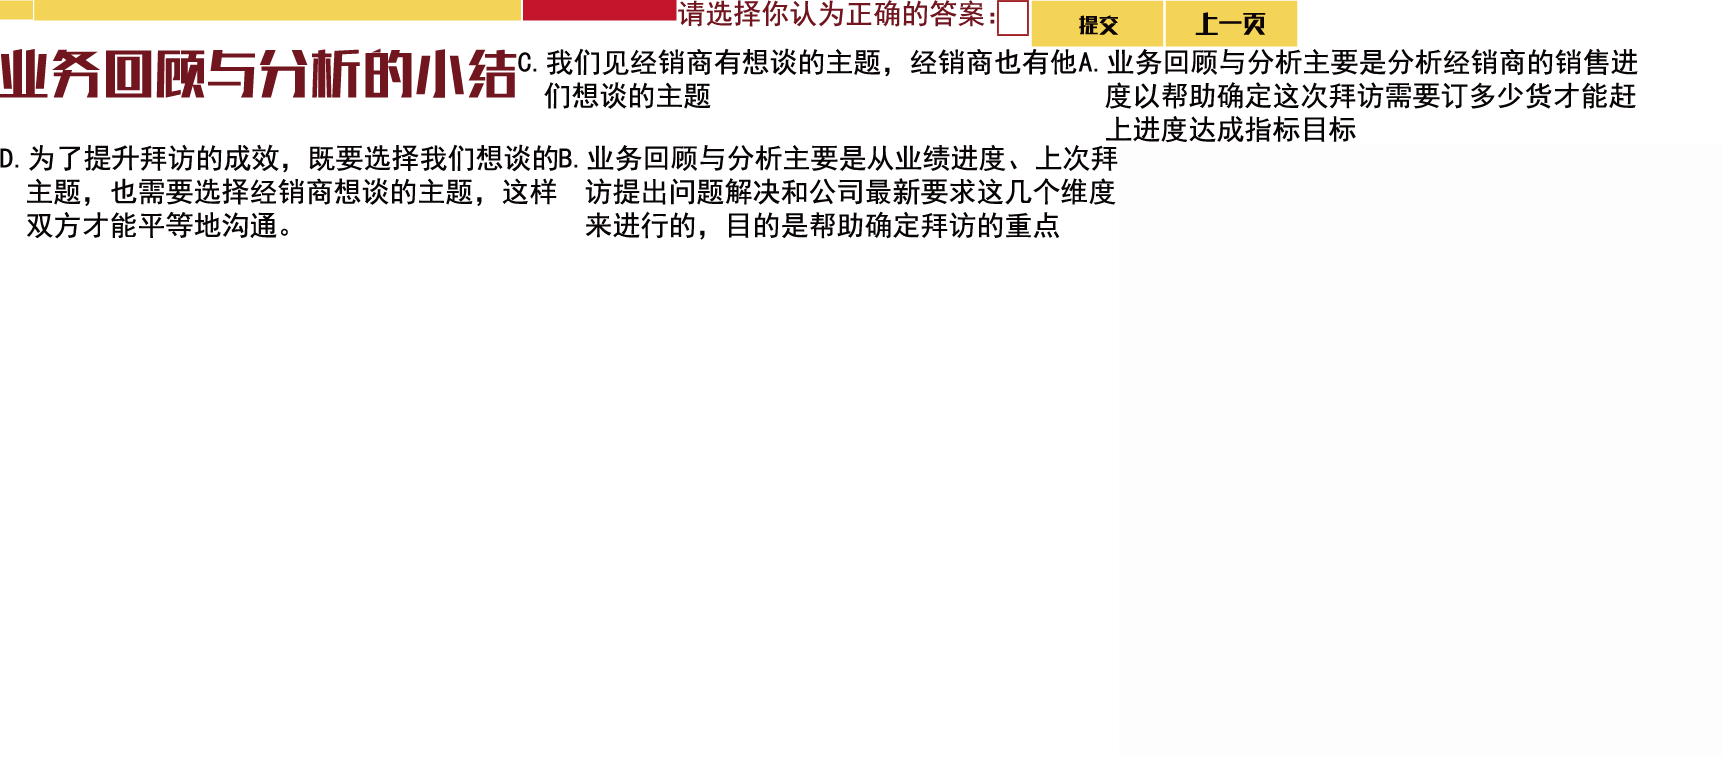 请选择你认为正确的答案：
提交
上一页
业务回顾与分析的小结
C. 我们见经销商有想谈的主题，经销商也有他
们想谈的主题
A. 业务回顾与分析主要是分析经销商的销售进
度以帮助确定这次拜访需要订多少货才能赶
上进度达成指标目标
D. 为了提升拜访的成效，既要选择我们想谈的
主题，也需要选择经销商想谈的主题，这样
双方才能平等地沟通。
B. 业务回顾与分析主要是从业绩进度、上次拜
访提出问题解决和公司最新要求这几个维度
来进行的，目的是帮助确定拜访的重点